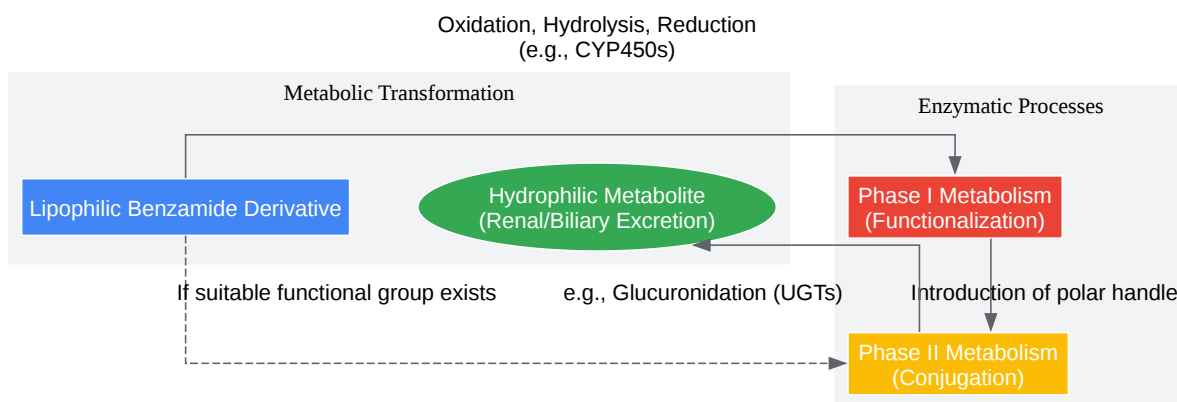 Oxidation, Hydrolysis, Reduction
(e.g., CYP450s)
Metabolic Transformation
Enzymatic Processes
Lipophilic Benzamide Derivative
Hydrophilic Metabolite
(Renal/Biliary Excretion)
Phase I Metabolism
(Functionalization)
If suitable functional group exists
e.g., Glucuronidation (UGTs)
Introduction of polar handle
Phase II Metabolism
(Conjugation)